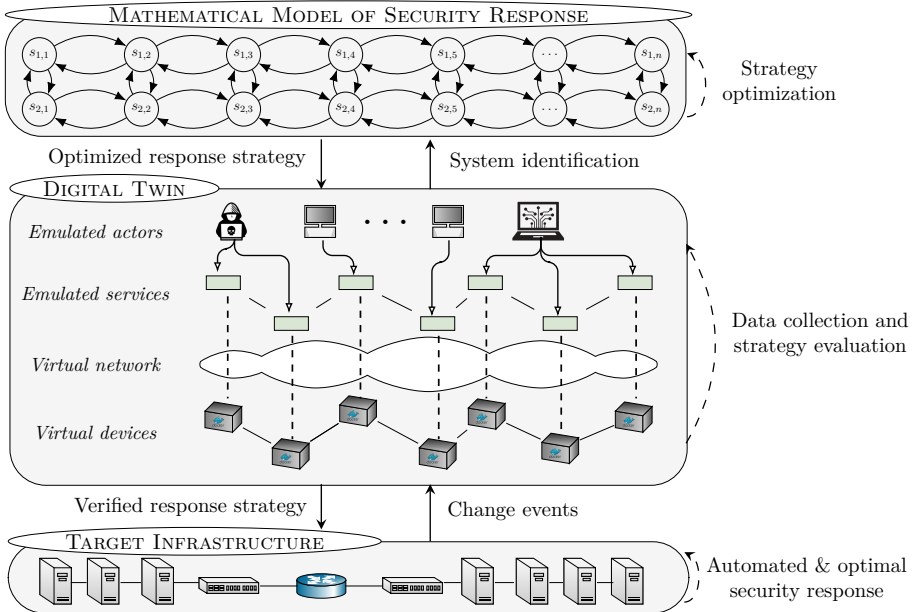 MATHEMATICAL MODEL OF SECURITY RESPONSE
s1,1 s1,2 s1,3 s1,4 s1,5 ... s1,n
s2,1 s2,2 s2,3 s2,4 s2,5 ... s2,n
Strategy
optimization
Optimized response strategy
System identification
DIGITAL TWIN
Emulated actors
...
Emulated services
Virtual network
Virtual devices
Data collection and
strategy evaluation
Verified response strategy
Change events
TARGET INFRASTRUCTURE
Automated & optimal
security response